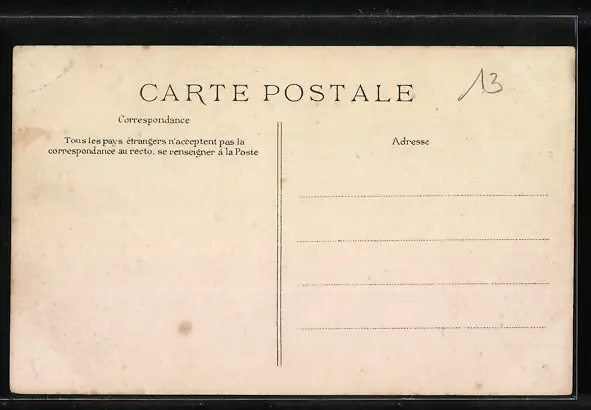 CARTE POSTALE
13
Correspondance
Tous les pays étrangers n'acceptent pas la
correspondance au recto, se renseigner à la Poste
Adresse